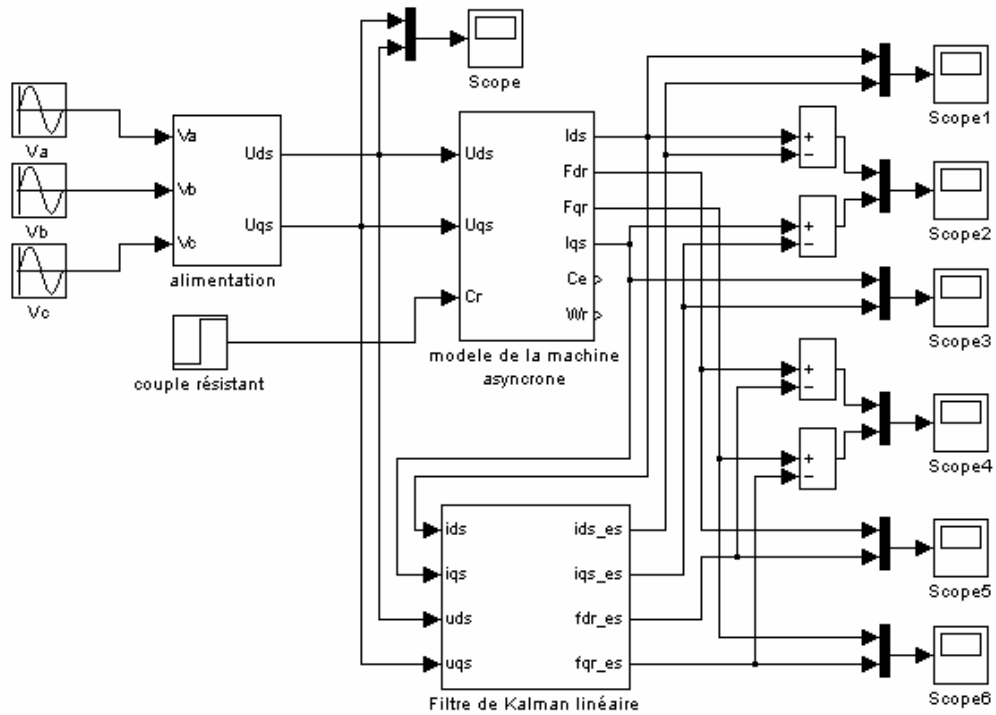 Scope
Va
Vb
Vc
Va
Vb
Vc
Uds
Uqs
alimentation
couple résistant
Uds
Uqs
Cr
Ids
Fdr
Fqr
Iqs
Ce
Wr
modele de la machine
asyncrone
+
−
+
−
+
−
+
−
Scope1
Scope2
Scope3
Scope4
Scope5
Scope6
ids
iqs
uds
uqs
ids_es
iqs_es
fdr_es
fqr_es
Filtre de Kalman linéaire